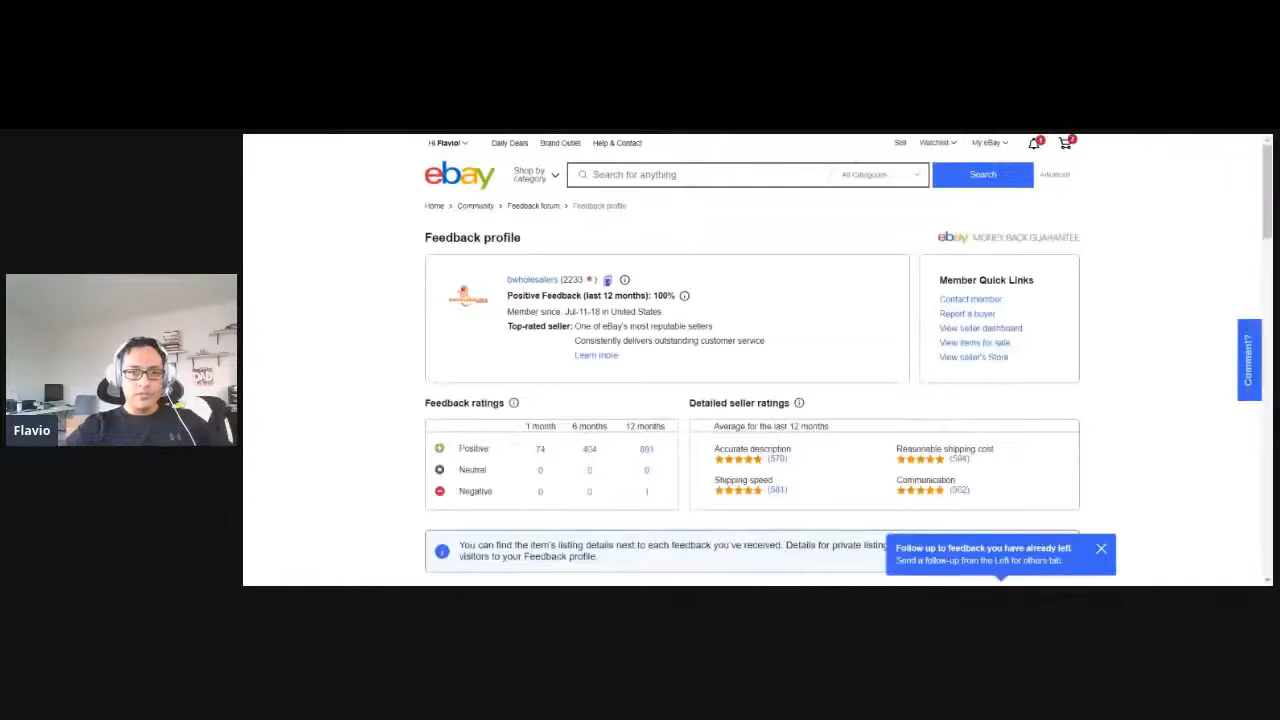 Hi Flavio!
Daily Deals
Brand Outlet
Help & Contact
Sell
Watchlist
My eBay
ebay
Shop by
category
Search for anything
All Categories
Search
Advanced
Home > Community > Feedback forum > Feedback profile
Feedback profile
ebay MONEY BACK GUARANTEE
bwholesalers (2233 )
Positive Feedback (last 12 months): 100%
Member since: Jul-11-18 in United States
Top-rated seller: One of eBay's most reputable sellers
Consistently delivers outstanding customer service
Learn more
Member Quick Links
Contact member
Report a buyer
View seller dashboard
View items for sale
View seller's Store
Comment?
Flavio
Feedback ratings
1 month 6 months 12 months
Positive 74 404 891
Neutral 0 0 0
Negative 0 0 1
Detailed seller ratings
Average for the last 12 months
Accurate description
(570)
Reasonable shipping cost
(594)
Shipping speed
(581)
Communication
(562)
You can find the item's listing details next to each feedback you've received. Details for private listing
visitors to your Feedback profile.
Follow up to feedback you have already left
Send a follow-up from the Left for others tab.